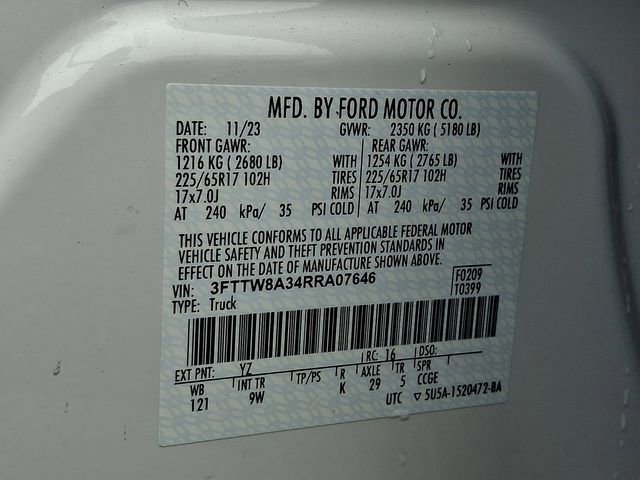 MFD. BY FORD MOTOR CO.
DATE: 11/23 GVWR: 2350 KG ( 5180 LB)
FRONT GAWR: REAR GAWR:
1216 KG ( 2680 LB) WITH 1254 KG ( 2765 LB) WITH
225/65R17 102H TIRES 225/65R17 102H TIRES
17x7.0J RIMS 17x7.0J RIMS
AT 240 kPa/ 35 PSI COLD AT 240 kPa/ 35 PSI COLD
THIS VEHICLE CONFORMS TO ALL APPLICABLE FEDERAL MOTOR
VEHICLE SAFETY AND THEFT PREVENTION STANDARDS IN
EFFECT ON THE DATE OF MANUFACTURE SHOWN ABOVE.
VIN: 3FTTW8A34RRA07646 F0209
TYPE: Truck T0399
EXT PNT: YZ RC: 16 DSO:
WB INT TR TP/PS R AXLE TR SPR
121 9W K 29 5 CCGE
UTC ▽ 5U5A-1520472-BA